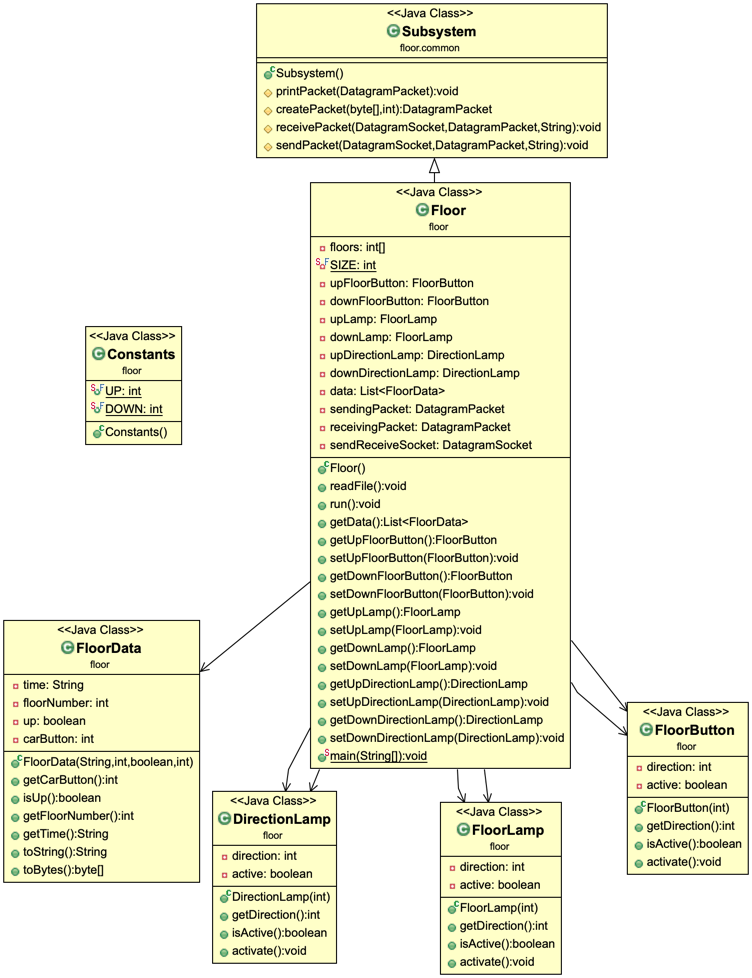 <<Java Class>>
Subsystem
floor.common
Subsystem()
printPacket(DatagramPacket):void
createPacket(byte[],int):DatagramPacket
receivePacket(DatagramSocket,DatagramPacket,String):void
sendPacket(DatagramSocket,DatagramPacket,String):void
<<Java Class>>
Floor
floor
floors: int[]
SIZE: int
upFloorButton: FloorButton
downFloorButton: FloorButton
upLamp: FloorLamp
downLamp: FloorLamp
upDirectionLamp: DirectionLamp
downDirectionLamp: DirectionLamp
data: List<FloorData>
sendingPacket: DatagramPacket
receivingPacket: DatagramPacket
sendReceiveSocket: DatagramSocket
Floor()
readFile():void
run():void
getData():List<FloorData>
getUpFloorButton():FloorButton
setUpFloorButton(FloorButton):void
getDownFloorButton():FloorButton
setDownFloorButton(FloorButton):void
getUpLamp():FloorLamp
setUpLamp(FloorLamp):void
getDownLamp():FloorLamp
setDownLamp(FloorLamp):void
getUpDirectionLamp():DirectionLamp
setUpDirectionLamp(DirectionLamp):void
getDownDirectionLamp():DirectionLamp
setDownDirectionLamp(DirectionLamp):void
main(String[]):void
<<Java Class>>
Constants
floor
UP: int
DOWN: int
Constants()
<<Java Class>>
FloorData
floor
time: String
floorNumber: int
up: boolean
carButton: int
FloorData(String,int,boolean,int)
getCarButton():int
isUp():boolean
getFloorNumber():int
getTime():String
toString():String
toBytes():byte[]
<<Java Class>>
DirectionLamp
floor
direction: int
active: boolean
DirectionLamp(int)
getDirection():int
isActive():boolean
activate():void
<<Java Class>>
FloorLamp
floor
direction: int
active: boolean
FloorLamp(int)
getDirection():int
isActive():boolean
activate():void
<<Java Class>>
FloorButton
floor
direction: int
active: boolean
FloorButton(int)
getDirection():int
isActive():boolean
activate():void